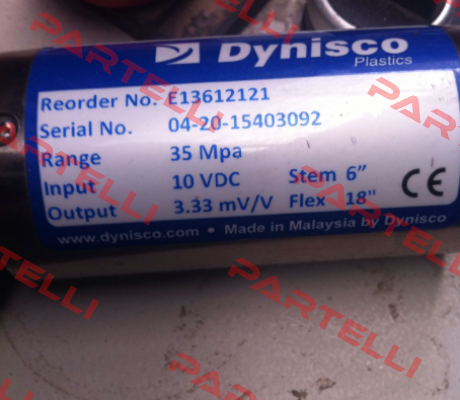 Dynisco
Plastics
Reorder No. E13612121
Serial No. 04-20-15403092
Range 35 Mpa
Input 10 VDC Stem 6"
Output 3.33 mV/V Flex 18"
CE
www.dynisco.com • Made in Malaysia by Dynisco
PARTELLI
PARTELLI
PARTELLI
PARTELLI
PARTELLI